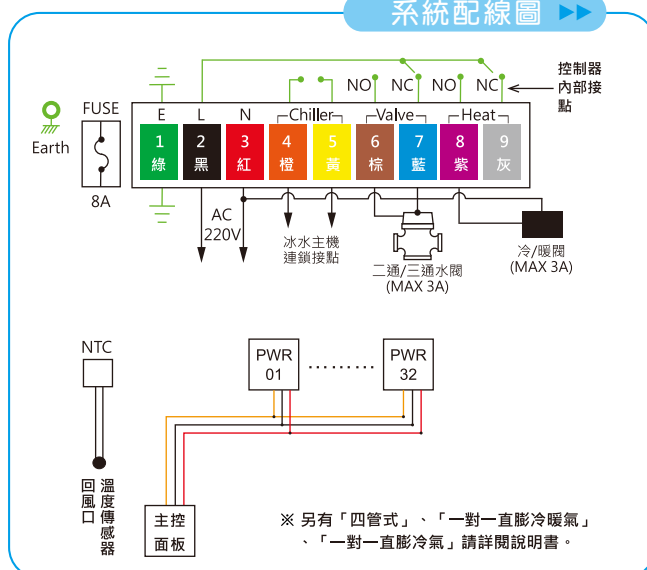 系統配線圖
控制器
內部接
點
NO NC NO NC
FUSE
E L N Chiller Valve Heat
1 2 3 4 5 6 7 8 9
綠 黑 紅 橙 黃 棕 藍 紫 灰
Earth
8A
AC
220V
冰水主機
連鎖接點
二通/三通水閥
(MAX 3A)
冷/暖閥
(MAX 3A)
NTC
PWR
01
PWR
32
溫度傳感器
回風口
主控
面板
※ 另有「四管式」、「一對一直膨冷暖氣」
、「一對一直膨冷氣」請詳閱說明書。